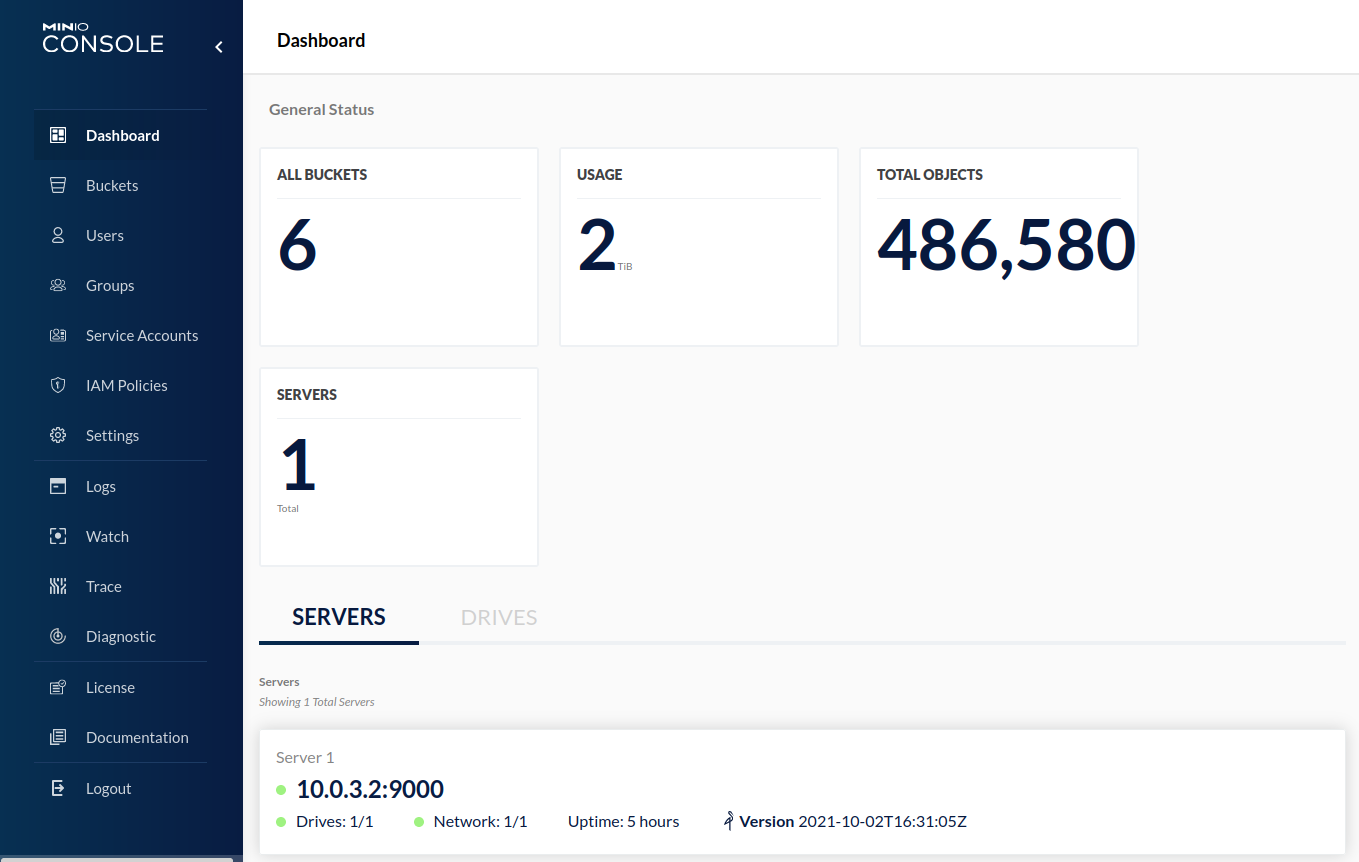 MINIO
CONSOLE
Dashboard
Buckets
Users
Groups
Service Accounts
IAM Policies
Settings
Logs
Watch
Trace
Diagnostic
License
Documentation
Logout
Dashboard
General Status
ALL BUCKETS
6
USAGE
2 TiB
TOTAL OBJECTS
486,580
SERVERS
1
Total
SERVERS DRIVES
Servers
Showing 1 Total Servers
Server 1
10.0.3.2:9000
Drives: 1/1 Network: 1/1 Uptime: 5 hours Version 2021-10-02T16:31:05Z